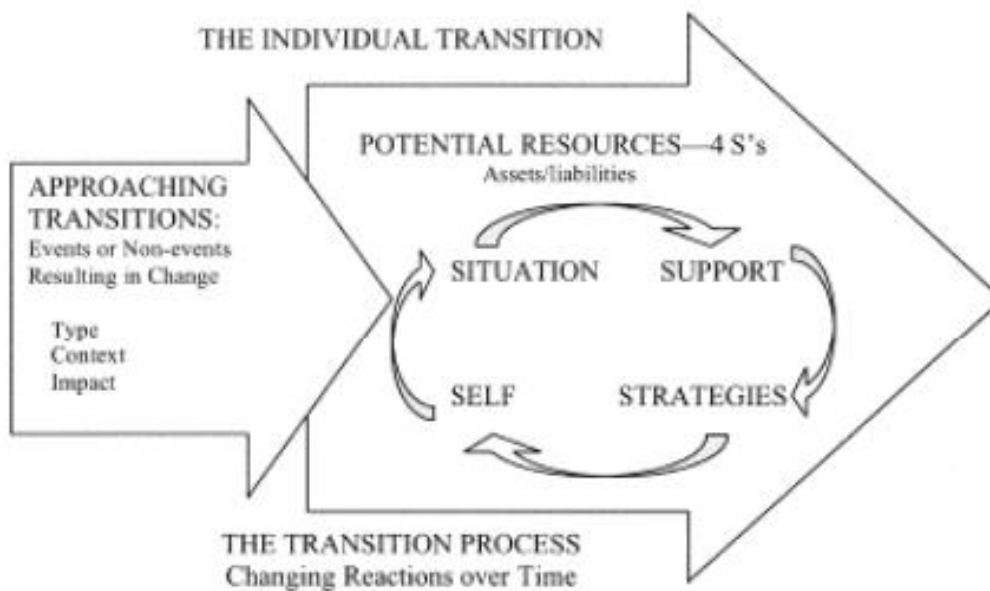 THE INDIVIDUAL TRANSITION
POTENTIAL RESOURCES—4 S's
Assets/liabilities
APPROACHING
TRANSITIONS:
Events or Non-events
Resulting in Change
Type
Context
Impact
SITUATION
SUPPORT
SELF
STRATEGIES
THE TRANSITION PROCESS
Changing Reactions over Time